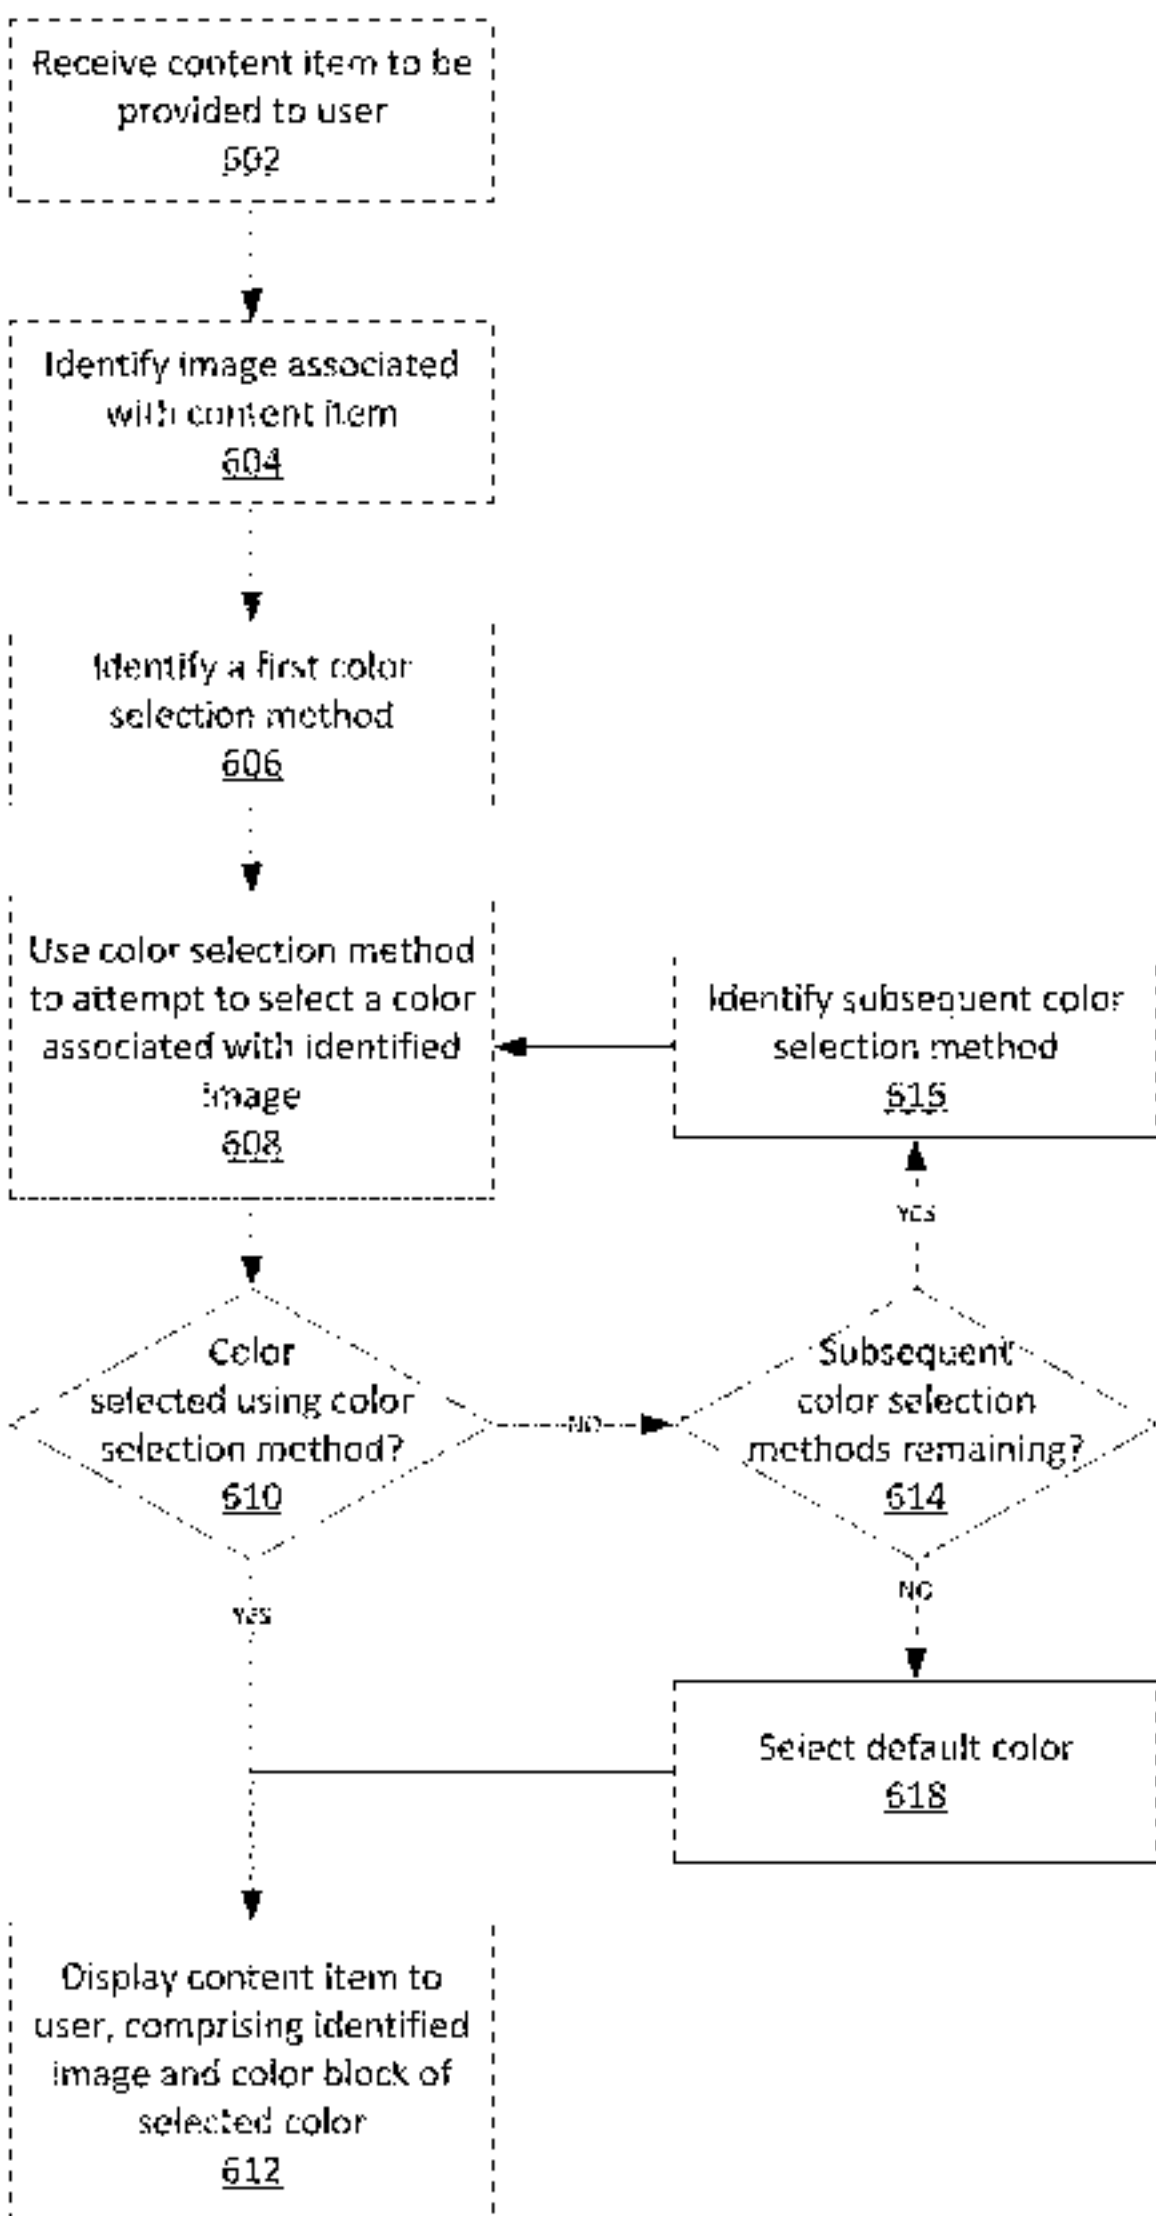 Receive content item to be
provided to user
602
Identify image associated
with content item
604
Identify a first color
selection method
606
Use color selection method
to attempt to select a color
associated with identified
image
608
Identify subsequent color
selection method
616
YES
Color
selected using color
selection method?
610
NO
Subsequent
color selection
methods remaining?
614
YES
NO
Select default color
618
Display content item to
user, comprising identified
image and color block of
selected color
612